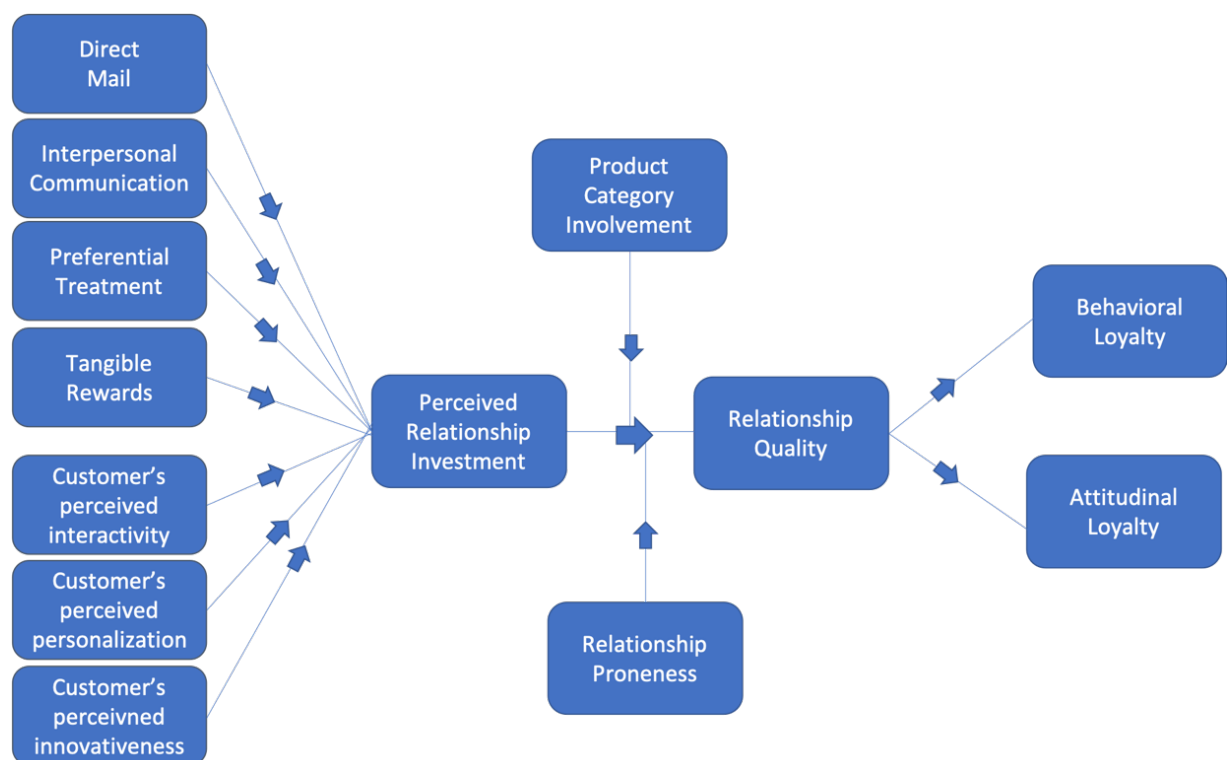 Direct
Mail
Interpersonal
Communication
Preferential
Treatment
Tangible
Rewards
Customer's
perceived
interactivity
Customer's
perceived
personalization
Customer's
perceivned
innovativeness
Perceived
Relationship
Investment
Product
Category
Involvement
Relationship
Proneness
Relationship
Quality
Behavioral
Loyalty
Attitudinal
Loyalty